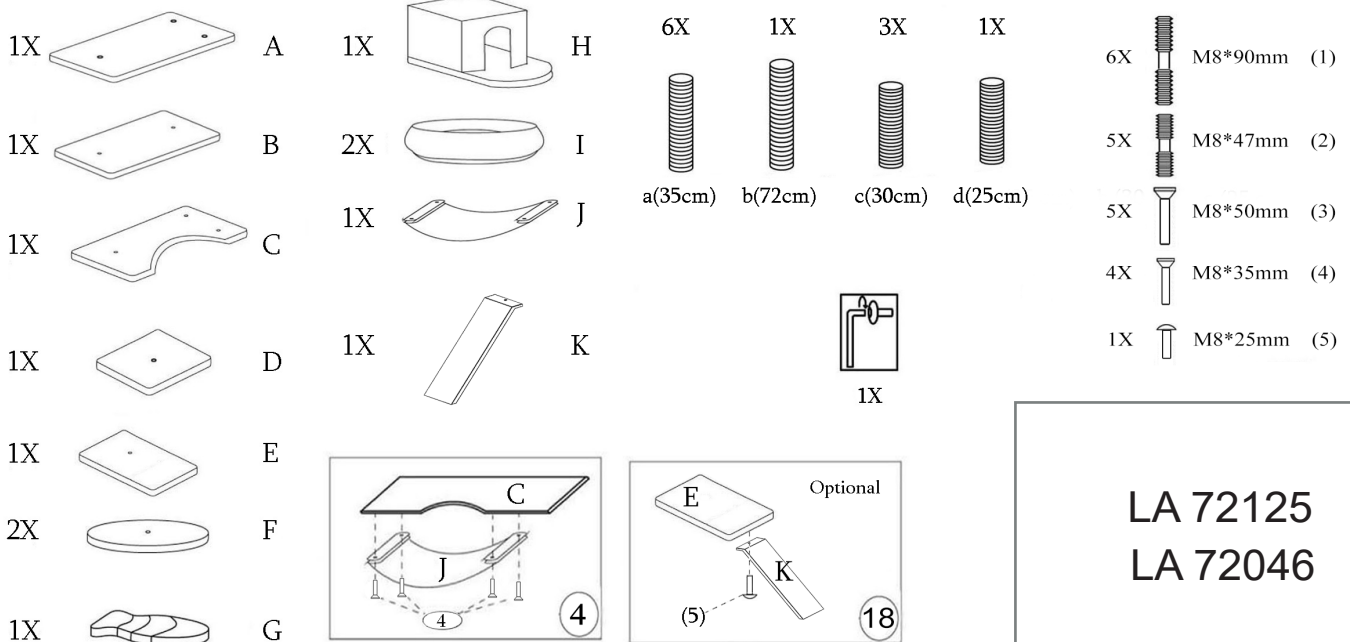 1X A
1X B
1X C
1X D
1X E
2X F
1X G
1X H
2X I
1X J
1X K
6X 1X 3X 1X
a(35cm) b(72cm) c(30cm) d(25cm)
1X
6X M8*90mm (1)
5X M8*47mm (2)
5X M8*50mm (3)
4X M8*35mm (4)
1X M8*25mm (5)
C
J
4
4
Optional
E
K
(5)
18
LA 72125
LA 72046